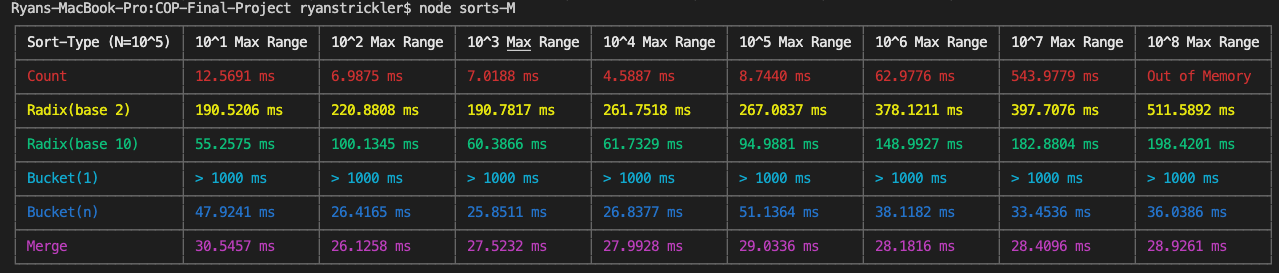 Ryans-MacBook-Pro:COP-Final-Project ryanstrickler$ node sorts-M
Sort-Type (N=10^5) 10^1 Max Range 10^2 Max Range 10^3 Max Range 10^4 Max Range 10^5 Max Range 10^6 Max Range 10^7 Max Range 10^8 Max Range
Count 12.5691 ms 6.9875 ms 7.0188 ms 4.5887 ms 8.7440 ms 62.9776 ms 543.9779 ms Out of Memory
Radix(base 2) 190.5206 ms 220.8808 ms 190.7817 ms 261.7518 ms 267.0837 ms 378.1211 ms 397.7076 ms 511.5892 ms
Radix(base 10) 55.2575 ms 100.1345 ms 60.3866 ms 61.7329 ms 94.9881 ms 148.9927 ms 182.8804 ms 198.4201 ms
Bucket(1) > 1000 ms > 1000 ms > 1000 ms > 1000 ms > 1000 ms > 1000 ms > 1000 ms > 1000 ms
Bucket(n) 47.9241 ms 26.4165 ms 25.8511 ms 26.8377 ms 51.1364 ms 38.1182 ms 33.4536 ms 36.0386 ms
Merge 30.5457 ms 26.1258 ms 27.5232 ms 27.9928 ms 29.0336 ms 28.1816 ms 28.4096 ms 28.9261 ms